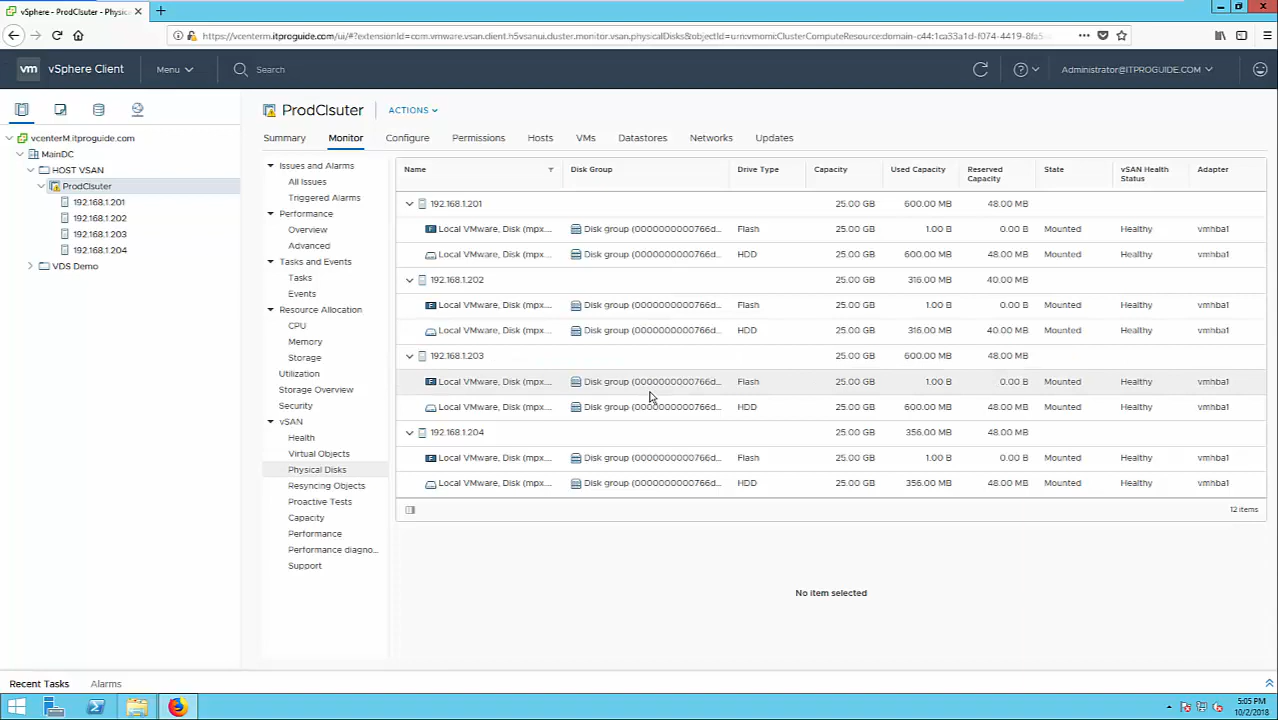 vSphere - ProdClsuter - Physic
https://vcenterm.itproguide.com/ui/#?extensionId=com.vmware.vsan.client.h5vsanui.cluster.monitor.vsan.physicalDisks&objectId=urn:vmomi:ClusterComputeResource:domain-c44:1ca33a1d-f074-4419-8fa5-
vm vSphere Client Menu Search Administrator@ITPROGUIDE.COM
ProdClsuter ACTIONS
Summary Monitor Configure Permissions Hosts VMs Datastores Networks Updates
vcenterM.itproguide.com
MainDC
HOST VSAN
ProdClsuter
192.168.1.201
192.168.1.202
192.168.1.203
192.168.1.204
VDS Demo
Issues and Alarms
All Issues
Triggered Alarms
Performance
Overview
Advanced
Tasks and Events
Tasks
Events
Resource Allocation
CPU
Memory
Storage
Utilization
Storage Overview
Security
vSAN
Health
Virtual Objects
Physical Disks
Resyncing Objects
Proactive Tests
Capacity
Performance
Performance diagno...
Support
Name Disk Group Drive Type Capacity Used Capacity Reserved Capacity State vSAN Health Status Adapter
192.168.1.201 25.00 GB 600.00 MB 48.00 MB
F Local VMware, Disk (mpx.... Disk group (0000000000766d... Flash 25.00 GB 1.00 B 0.00 B Mounted Healthy vmhba1
Local VMware, Disk (mpx.... Disk group (0000000000766d... HDD 25.00 GB 600.00 MB 48.00 MB Mounted Healthy vmhba1
192.168.1.202 25.00 GB 316.00 MB 40.00 MB
F Local VMware, Disk (mpx.... Disk group (0000000000766d... Flash 25.00 GB 1.00 B 0.00 B Mounted Healthy vmhba1
Local VMware, Disk (mpx.... Disk group (0000000000766d... HDD 25.00 GB 316.00 MB 40.00 MB Mounted Healthy vmhba1
192.168.1.203 25.00 GB 600.00 MB 48.00 MB
F Local VMware, Disk (mpx.... Disk group (0000000000766d... Flash 25.00 GB 1.00 B 0.00 B Mounted Healthy vmhba1
Local VMware, Disk (mpx.... Disk group (0000000000766d... HDD 25.00 GB 600.00 MB 48.00 MB Mounted Healthy vmhba1
192.168.1.204 25.00 GB 356.00 MB 48.00 MB
F Local VMware, Disk (mpx.... Disk group (0000000000766d... Flash 25.00 GB 1.00 B 0.00 B Mounted Healthy vmhba1
Local VMware, Disk (mpx.... Disk group (0000000000766d... HDD 25.00 GB 356.00 MB 48.00 MB Mounted Healthy vmhba1
12 items
No item selected
Recent Tasks Alarms
5:05 PM
10/2/2018